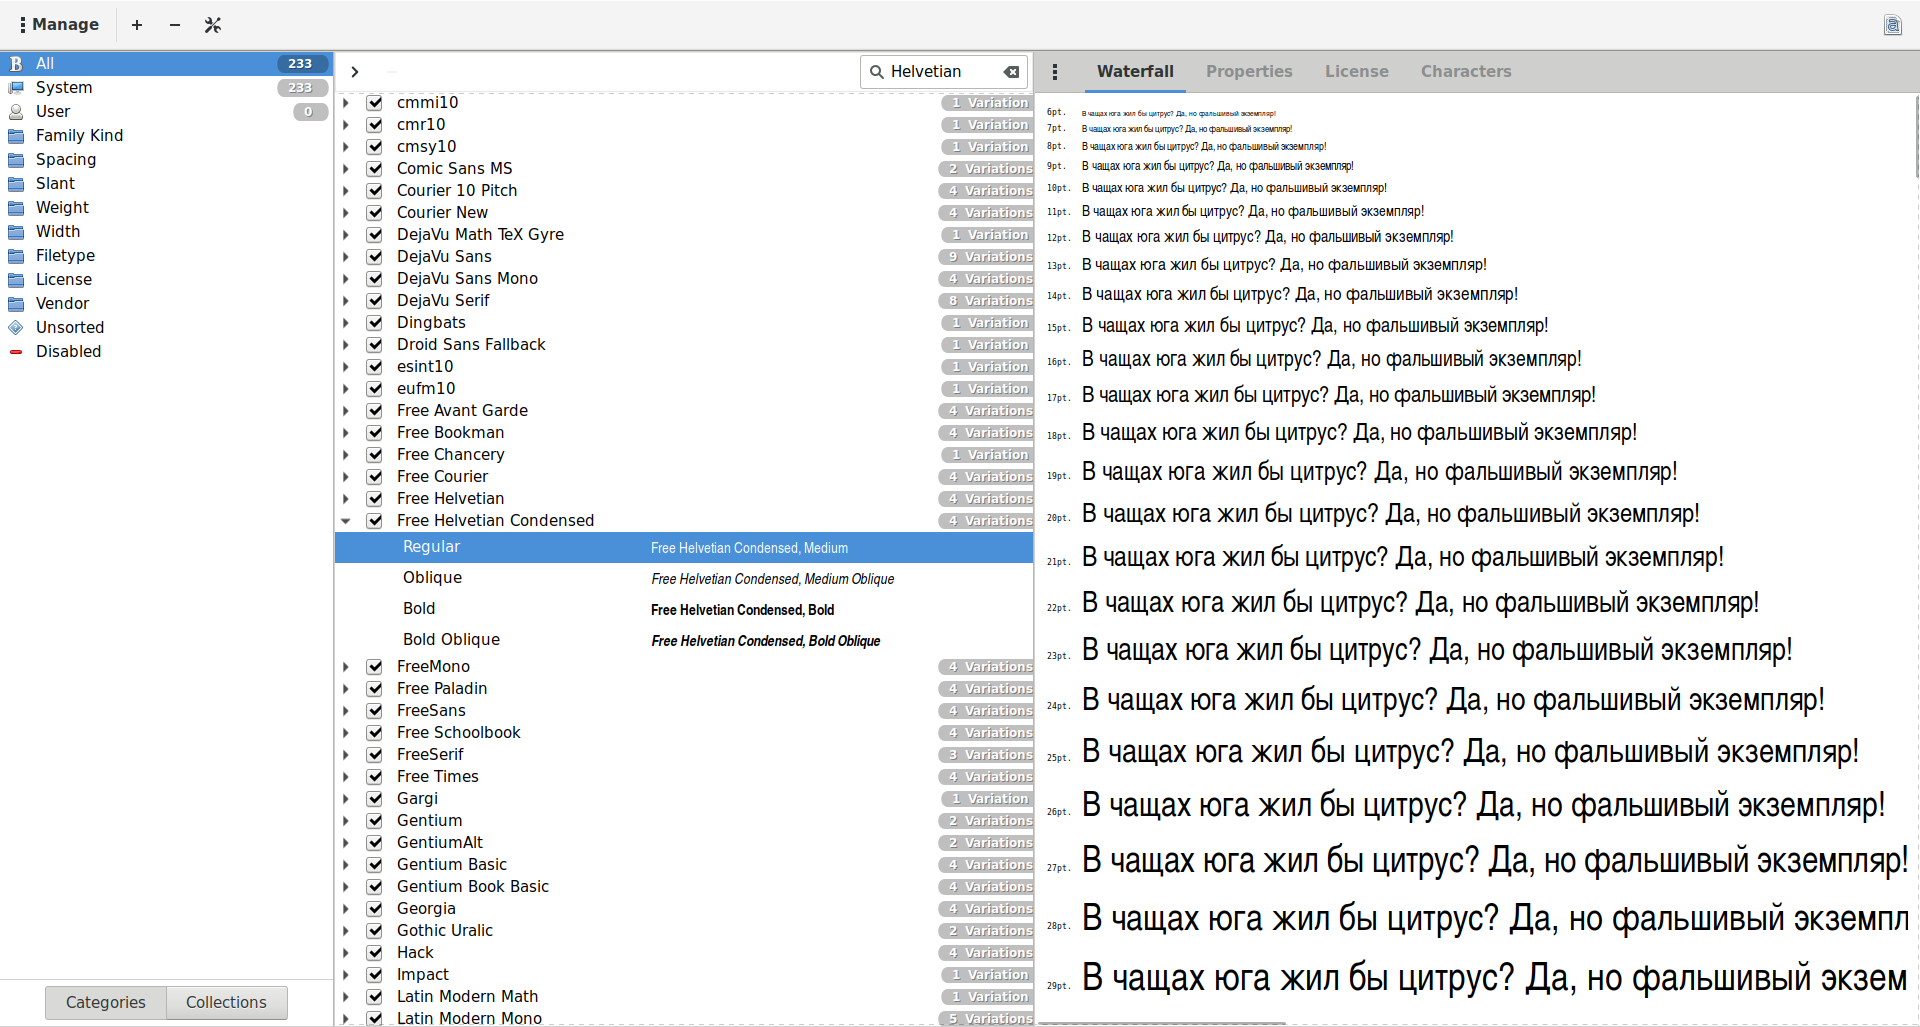 Manage
All 233
System 233
User 0
Family Kind
Spacing
Slant
Weight
Width
Filetype
License
Vendor
Unsorted
Disabled
Categories Collections
Helvetian
cmmi10 1 Variation
cmr10 1 Variation
cmsy10 1 Variation
Comic Sans MS 2 Variations
Courier 10 Pitch 4 Variations
Courier New 4 Variations
DejaVu Math TeX Gyre 1 Variation
DejaVu Sans 9 Variations
DejaVu Sans Mono 4 Variations
DejaVu Serif 8 Variations
Dingbats 1 Variation
Droid Sans Fallback 1 Variation
esint10 1 Variation
eufm10 1 Variation
Free Avant Garde 4 Variations
Free Bookman 4 Variations
Free Chancery 1 Variation
Free Courier 4 Variations
Free Helvetian 4 Variations
Free Helvetian Condensed 4 Variations
Regular Free Helvetian Condensed, Medium
Oblique Free Helvetian Condensed, Medium Oblique
Bold Free Helvetian Condensed, Bold
Bold Oblique Free Helvetian Condensed, Bold Oblique
FreeMono 4 Variations
Free Paladin 4 Variations
FreeSans 4 Variations
Free Schoolbook 4 Variations
FreeSerif 3 Variations
Free Times 4 Variations
Gargi 1 Variation
Gentium 2 Variations
GentiumAlt 2 Variations
Gentium Basic 4 Variations
Gentium Book Basic 4 Variations
Georgia 4 Variations
Gothic Uralic 2 Variations
Hack 4 Variations
Impact 1 Variation
Latin Modern Math 1 Variation
Latin Modern Mono 5 Variations
Waterfall Properties License Characters
6pt. В чащах юга жил бы цитрус? Да, но фальшивый экземпляр!
7pt. В чащах юга жил бы цитрус? Да, но фальшивый экземпляр!
8pt. В чащах юга жил бы цитрус? Да, но фальшивый экземпляр!
9pt. В чащах юга жил бы цитрус? Да, но фальшивый экземпляр!
10pt. В чащах юга жил бы цитрус? Да, но фальшивый экземпляр!
11pt. В чащах юга жил бы цитрус? Да, но фальшивый экземпляр!
12pt. В чащах юга жил бы цитрус? Да, но фальшивый экземпляр!
13pt. В чащах юга жил бы цитрус? Да, но фальшивый экземпляр!
14pt. В чащах юга жил бы цитрус? Да, но фальшивый экземпляр!
15pt. В чащах юга жил бы цитрус? Да, но фальшивый экземпляр!
16pt. В чащах юга жил бы цитрус? Да, но фальшивый экземпляр!
17pt. В чащах юга жил бы цитрус? Да, но фальшивый экземпляр!
18pt. В чащах юга жил бы цитрус? Да, но фальшивый экземпляр!
19pt. В чащах юга жил бы цитрус? Да, но фальшивый экземпляр!
20pt. В чащах юга жил бы цитрус? Да, но фальшивый экземпляр!
21pt. В чащах юга жил бы цитрус? Да, но фальшивый экземпляр!
22pt. В чащах юга жил бы цитрус? Да, но фальшивый экземпляр!
23pt. В чащах юга жил бы цитрус? Да, но фальшивый экземпляр!
24pt. В чащах юга жил бы цитрус? Да, но фальшивый экземпляр!
25pt. В чащах юга жил бы цитрус? Да, но фальшивый экземпляр!
26pt. В чащах юга жил бы цитрус? Да, но фальшивый экземпляр!
27pt. В чащах юга жил бы цитрус? Да, но фальшивый экземпляр!
28pt. В чащах юга жил бы цитрус? Да, но фальшивый экземпл
29pt. В чащах юга жил бы цитрус? Да, но фальшивый экзем